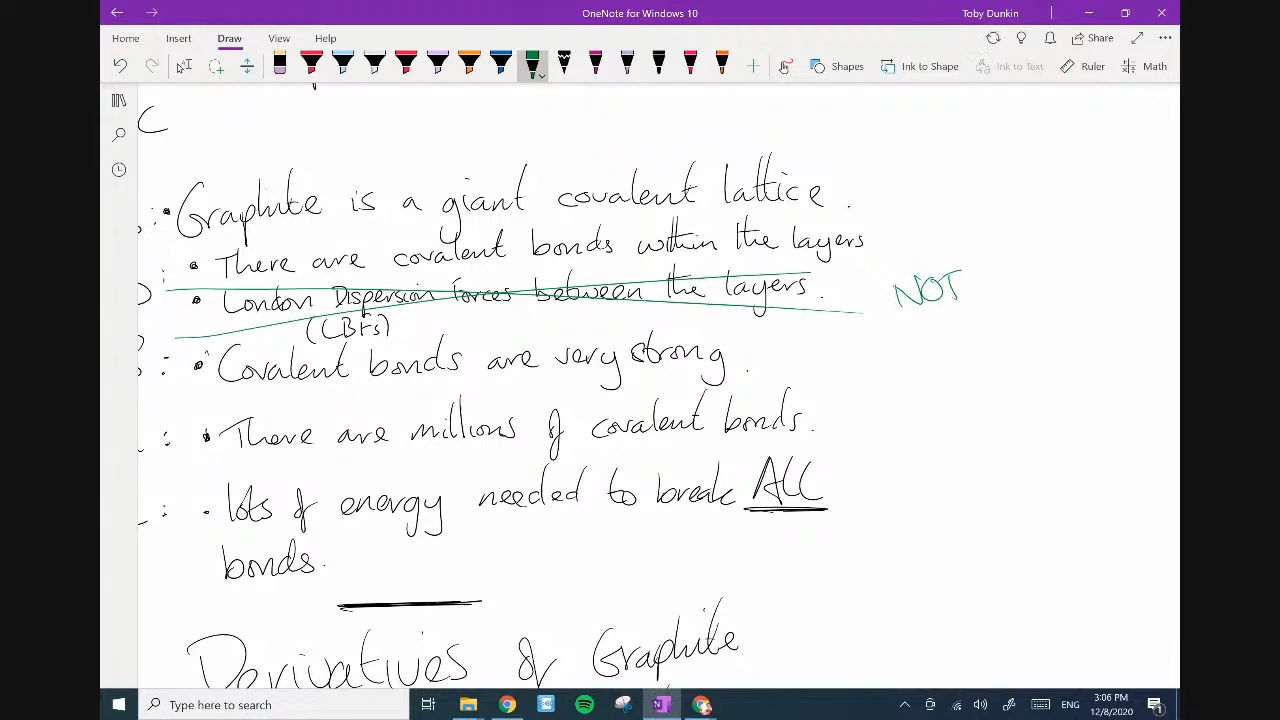 OneNote for Windows 10
Toby Dunkin
Home Insert Draw View Help
Share
Shapes
Ink to Shape
Ink to Text
Ruler
Math
C
Graphite is a giant covalent lattice.
There are covalent bonds within the layers
London Dispersion Forces between the layers.
NOT
(LDFs)
Covalent bonds are very strong.
There are millions of covalent bonds.
lots of energy needed to break ALL
bonds.
Derivatives of Graphite
Type here to search
ENG
3:06 PM
12/8/2020
1